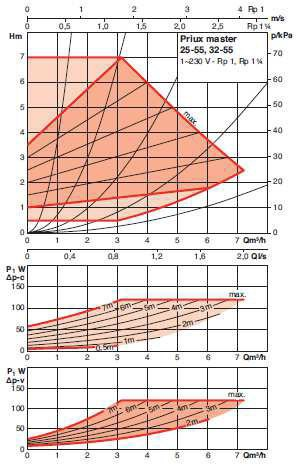 0 1 2 3 4 Rp 1
m/s
0 0,5 1,0 1,5 2,0 Rp 1¼
Hm p/kPa
Priux master
25-55, 32-55
1~230 V - Rp 1, Rp 1¼
7 70
6 60
5 50
max.
4 40
3 30
2 20
1 10
0 0
0 1 2 3 4 5 6 7 Qm³/h
0 0,4 0,8 1,2 1,6 2,0 Ql/s
P₁ W
Δp-c
150
100
50
0
max.
7m 6m 5m 4m 3m
2m
1m
0.5m
0 1 2 3 4 5 6 7 Qm³/h
P₁ W
Δp-v
150
100
50
0
max.
7m 6m 5m 4m 3m
2m
0 1 2 3 4 5 6 7 Qm³/h